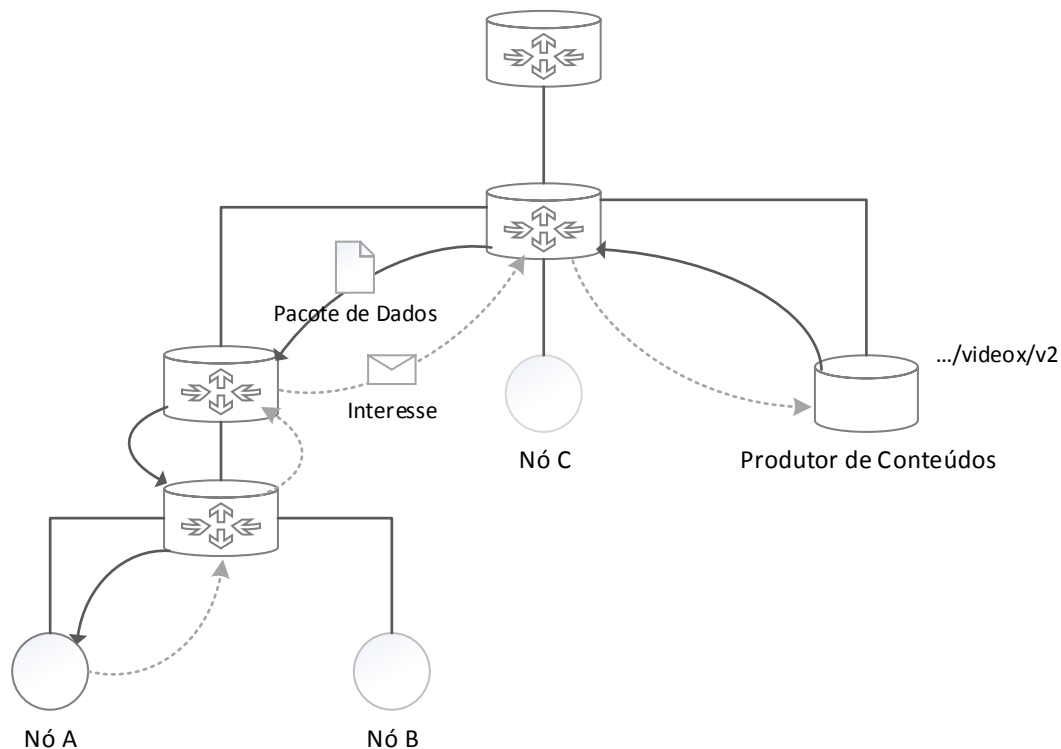 Pacote de Dados
Interesse
.../videox/v2
Nó C
Produtor de Conteúdos
Nó A
Nó B